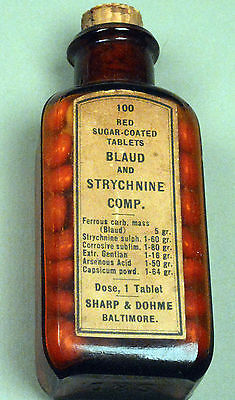 100
RED
SUGAR-COATED
TABLETS
BLAUD
AND
STRYCHNINE
COMP.
Ferrous carb. mass
(Blaud) 5 gr.
Strychnine sulph. 1-60 gr.
Corrosive sublim. 1-80 gr.
Extr. Gentian 1-16 gr.
Arsenous Acid 1-50 gr.
Capsicum powd. 1-64 gr.
Dose, 1 Tablet
SHARP & DOHME
BALTIMORE.